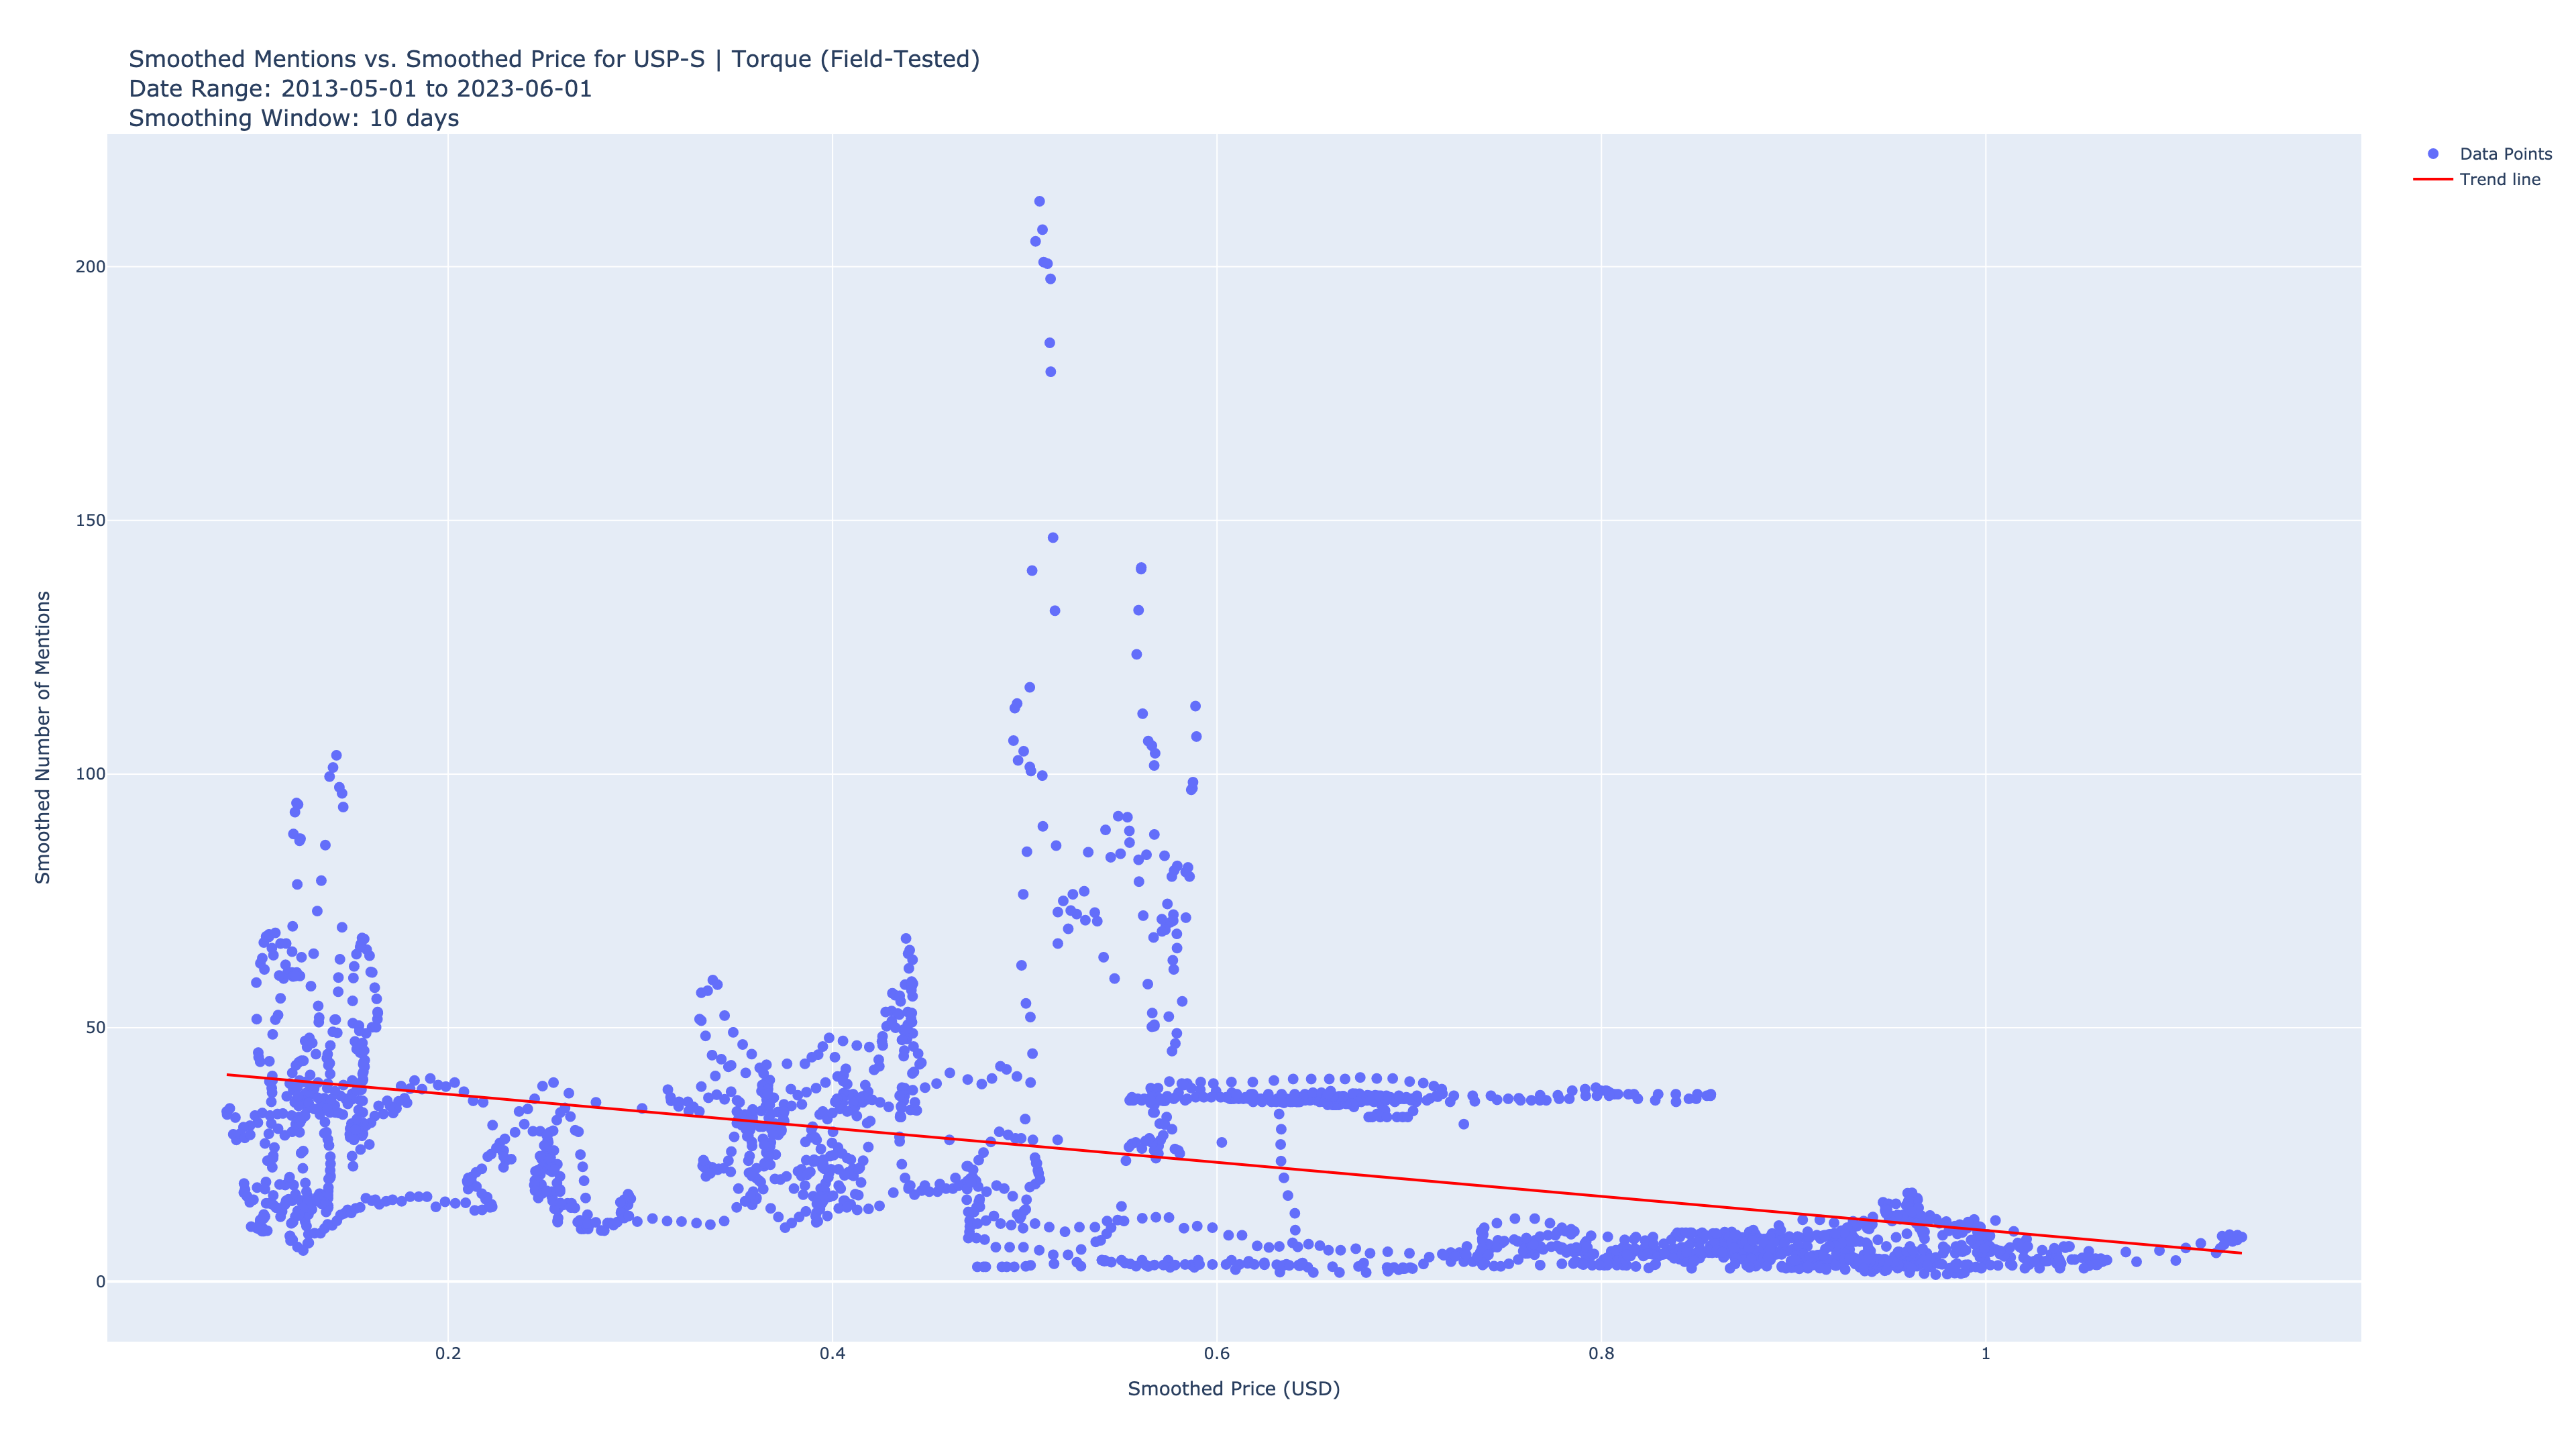 Smoothed Mentions vs. Smoothed Price for USP-S | Torque (Field-Tested)
Date Range: 2013-05-01 to 2023-06-01
Smoothing Window: 10 days
Data Points
Trend line
200
150
100
50
0
Smoothed Number of Mentions
0.2
0.4
0.6
0.8
1
Smoothed Price (USD)